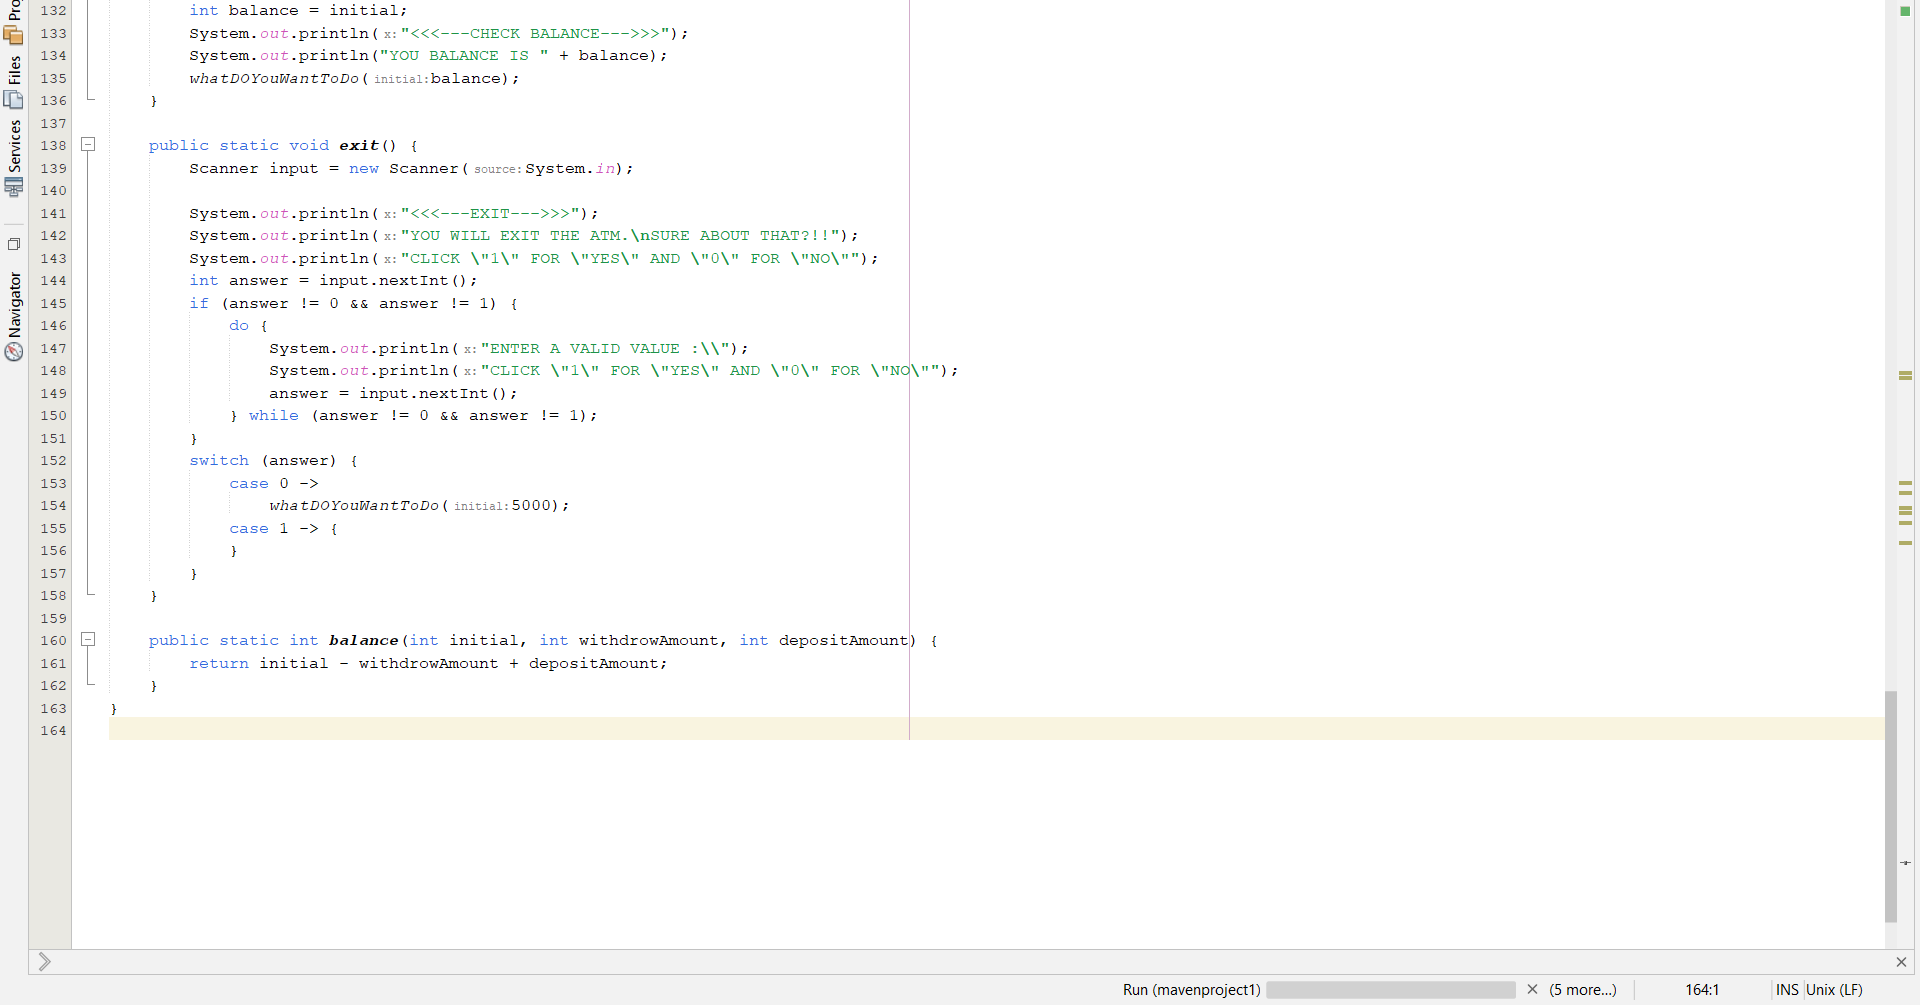 Pro
Files
Services
Navigator
132 int balance = initial;
133 System.out.println( x: "<<<---CHECK BALANCE--->>>");
134 System.out.println("YOU BALANCE IS " + balance);
135 whatDOYouWantToDo( initial: balance);
136 }
137
138 public static void exit() {
139 Scanner input = new Scanner( source: System.in);
140
141 System.out.println( x: "<<<---EXIT--->>>");
142 System.out.println( x: "YOU WILL EXIT THE ATM.\nSURE ABOUT THAT?!!");
143 System.out.println( x: "CLICK \"1\" FOR \"YES\" AND \"0\" FOR \"NO\"");
144 int answer = input.nextInt();
145 if (answer != 0 && answer != 1) {
146 do {
147 System.out.println( x: "ENTER A VALID VALUE :\\");
148 System.out.println( x: "CLICK \"1\" FOR \"YES\" AND \"0\" FOR \"NO\"");
149 answer = input.nextInt();
150 } while (answer != 0 && answer != 1);
151 }
152 switch (answer) {
153 case 0 ->
154 whatDOYouWantToDo( initial: 5000);
155 case 1 -> {
156 }
157 }
158 }
159
160 public static int balance(int initial, int withdrowAmount, int depositAmount) {
161 return initial - withdrowAmount + depositAmount;
162 }
163 }
164
Run (mavenproject1) (5 more...) 164:1 INS Unix (LF)